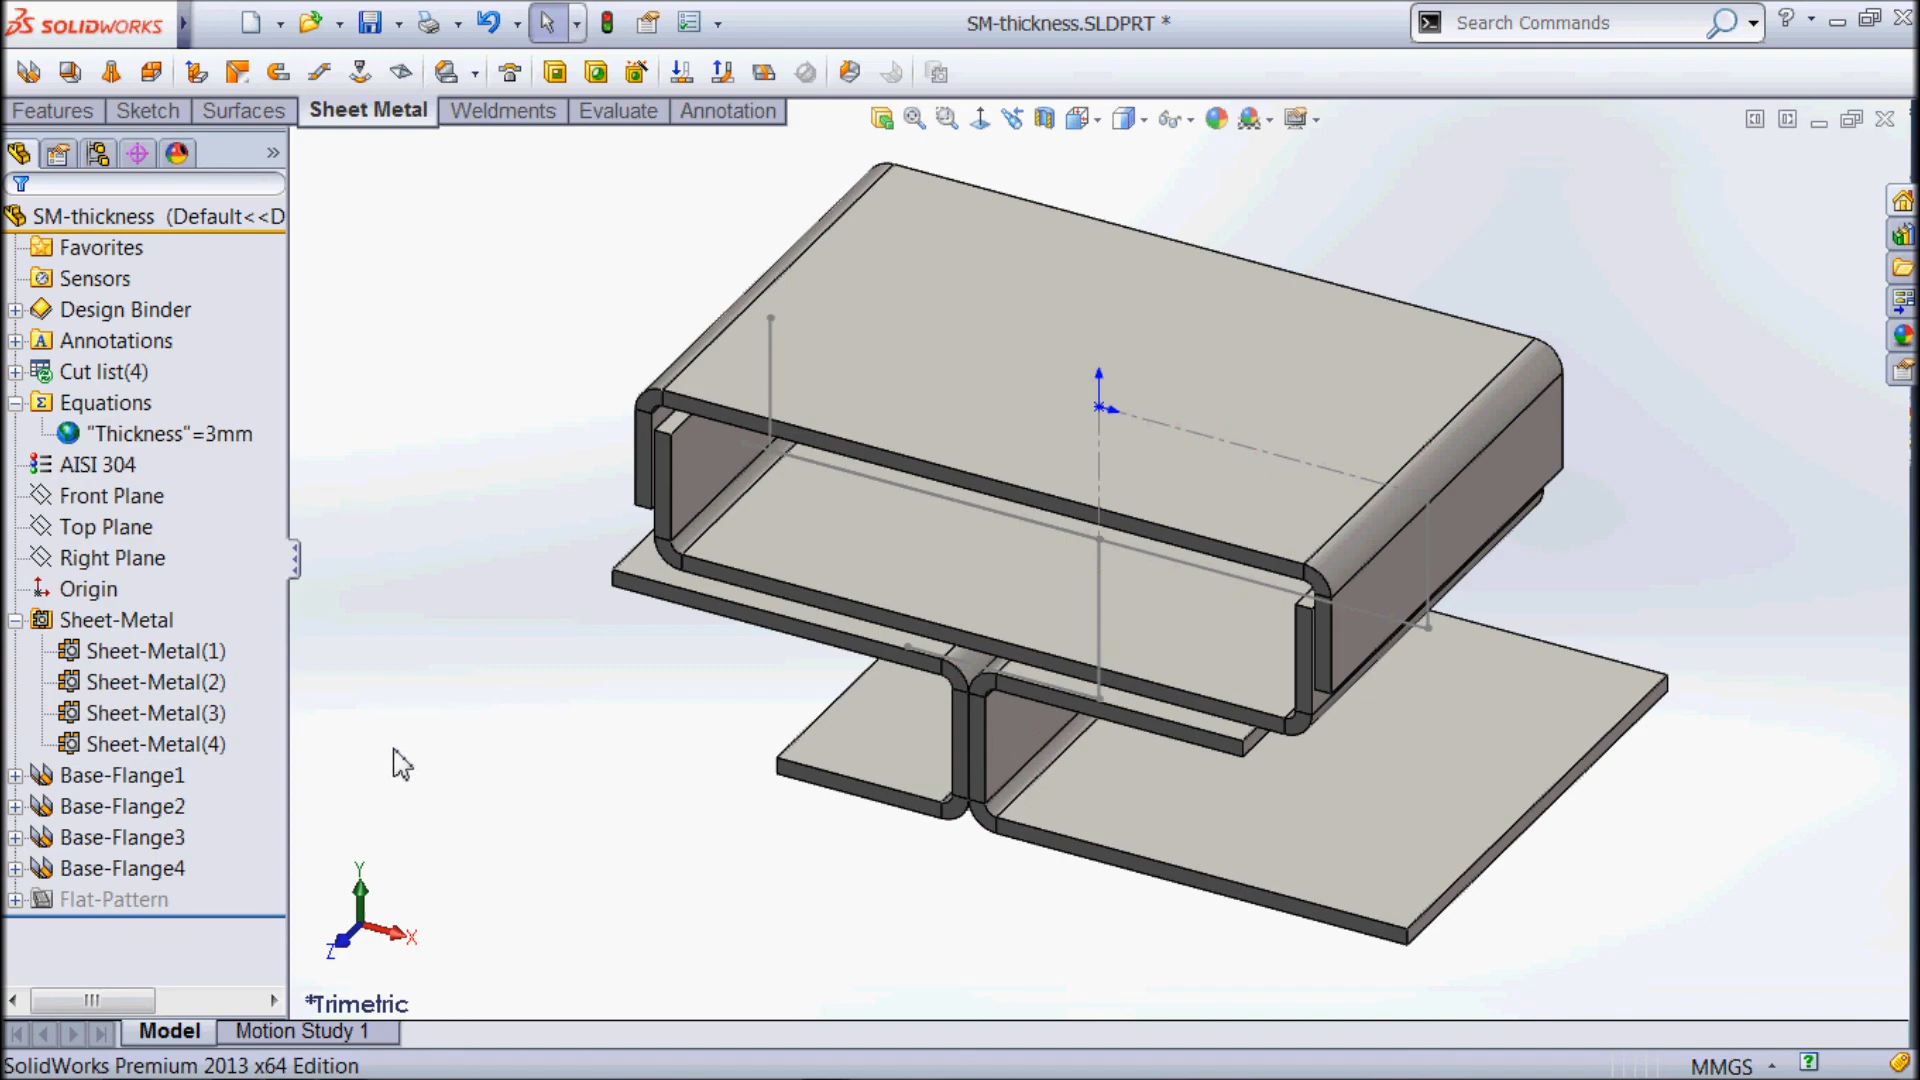 SOLIDWORKS
SM-thickness.SLDPRT *
Search Commands
Features
Sketch
Surfaces
Sheet Metal
Weldments
Evaluate
Annotation
SM-thickness (Default<<D
Favorites
Sensors
Design Binder
Annotations
Cut list(4)
Equations
"Thickness"=3mm
AISI 304
Front Plane
Top Plane
Right Plane
Origin
Sheet-Metal
Sheet-Metal(1)
Sheet-Metal(2)
Sheet-Metal(3)
Sheet-Metal(4)
Base-Flange1
Base-Flange2
Base-Flange3
Base-Flange4
Flat-Pattern
Y
X
Z
*Trimetric
Model
Motion Study 1
SolidWorks Premium 2013 x64 Edition
MMGS